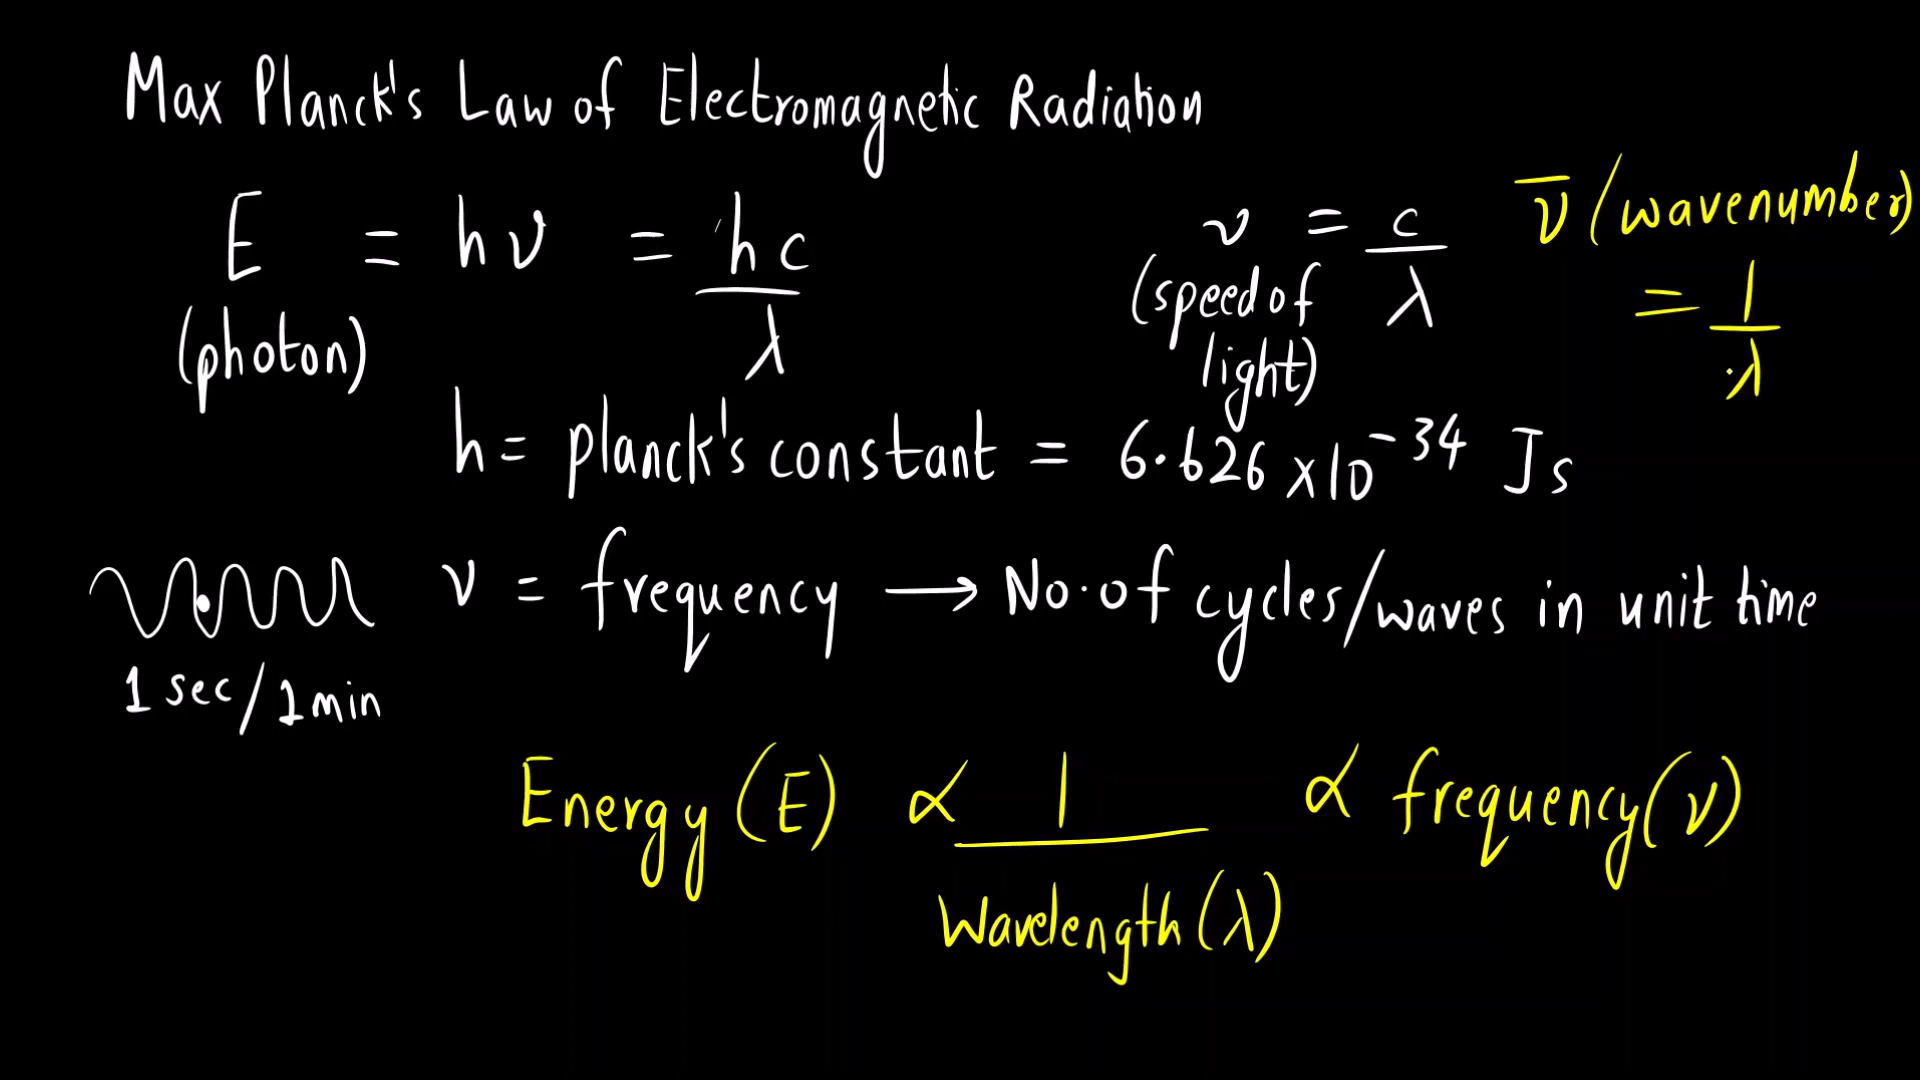 Max Planck's Law of Electromagnetic Radiation
E = hν = hc/λ
(photon)
ν = c/λ
(speed of
light)
ν̅ (wavenumber)
= 1/λ
h = planck's constant = 6.626 x10⁻³⁴ Js
ν = frequency → No. of cycles/waves in unit time
1 sec/1 min
Energy (E) ∝ 1/Wavelength(λ) ∝ frequency(ν)